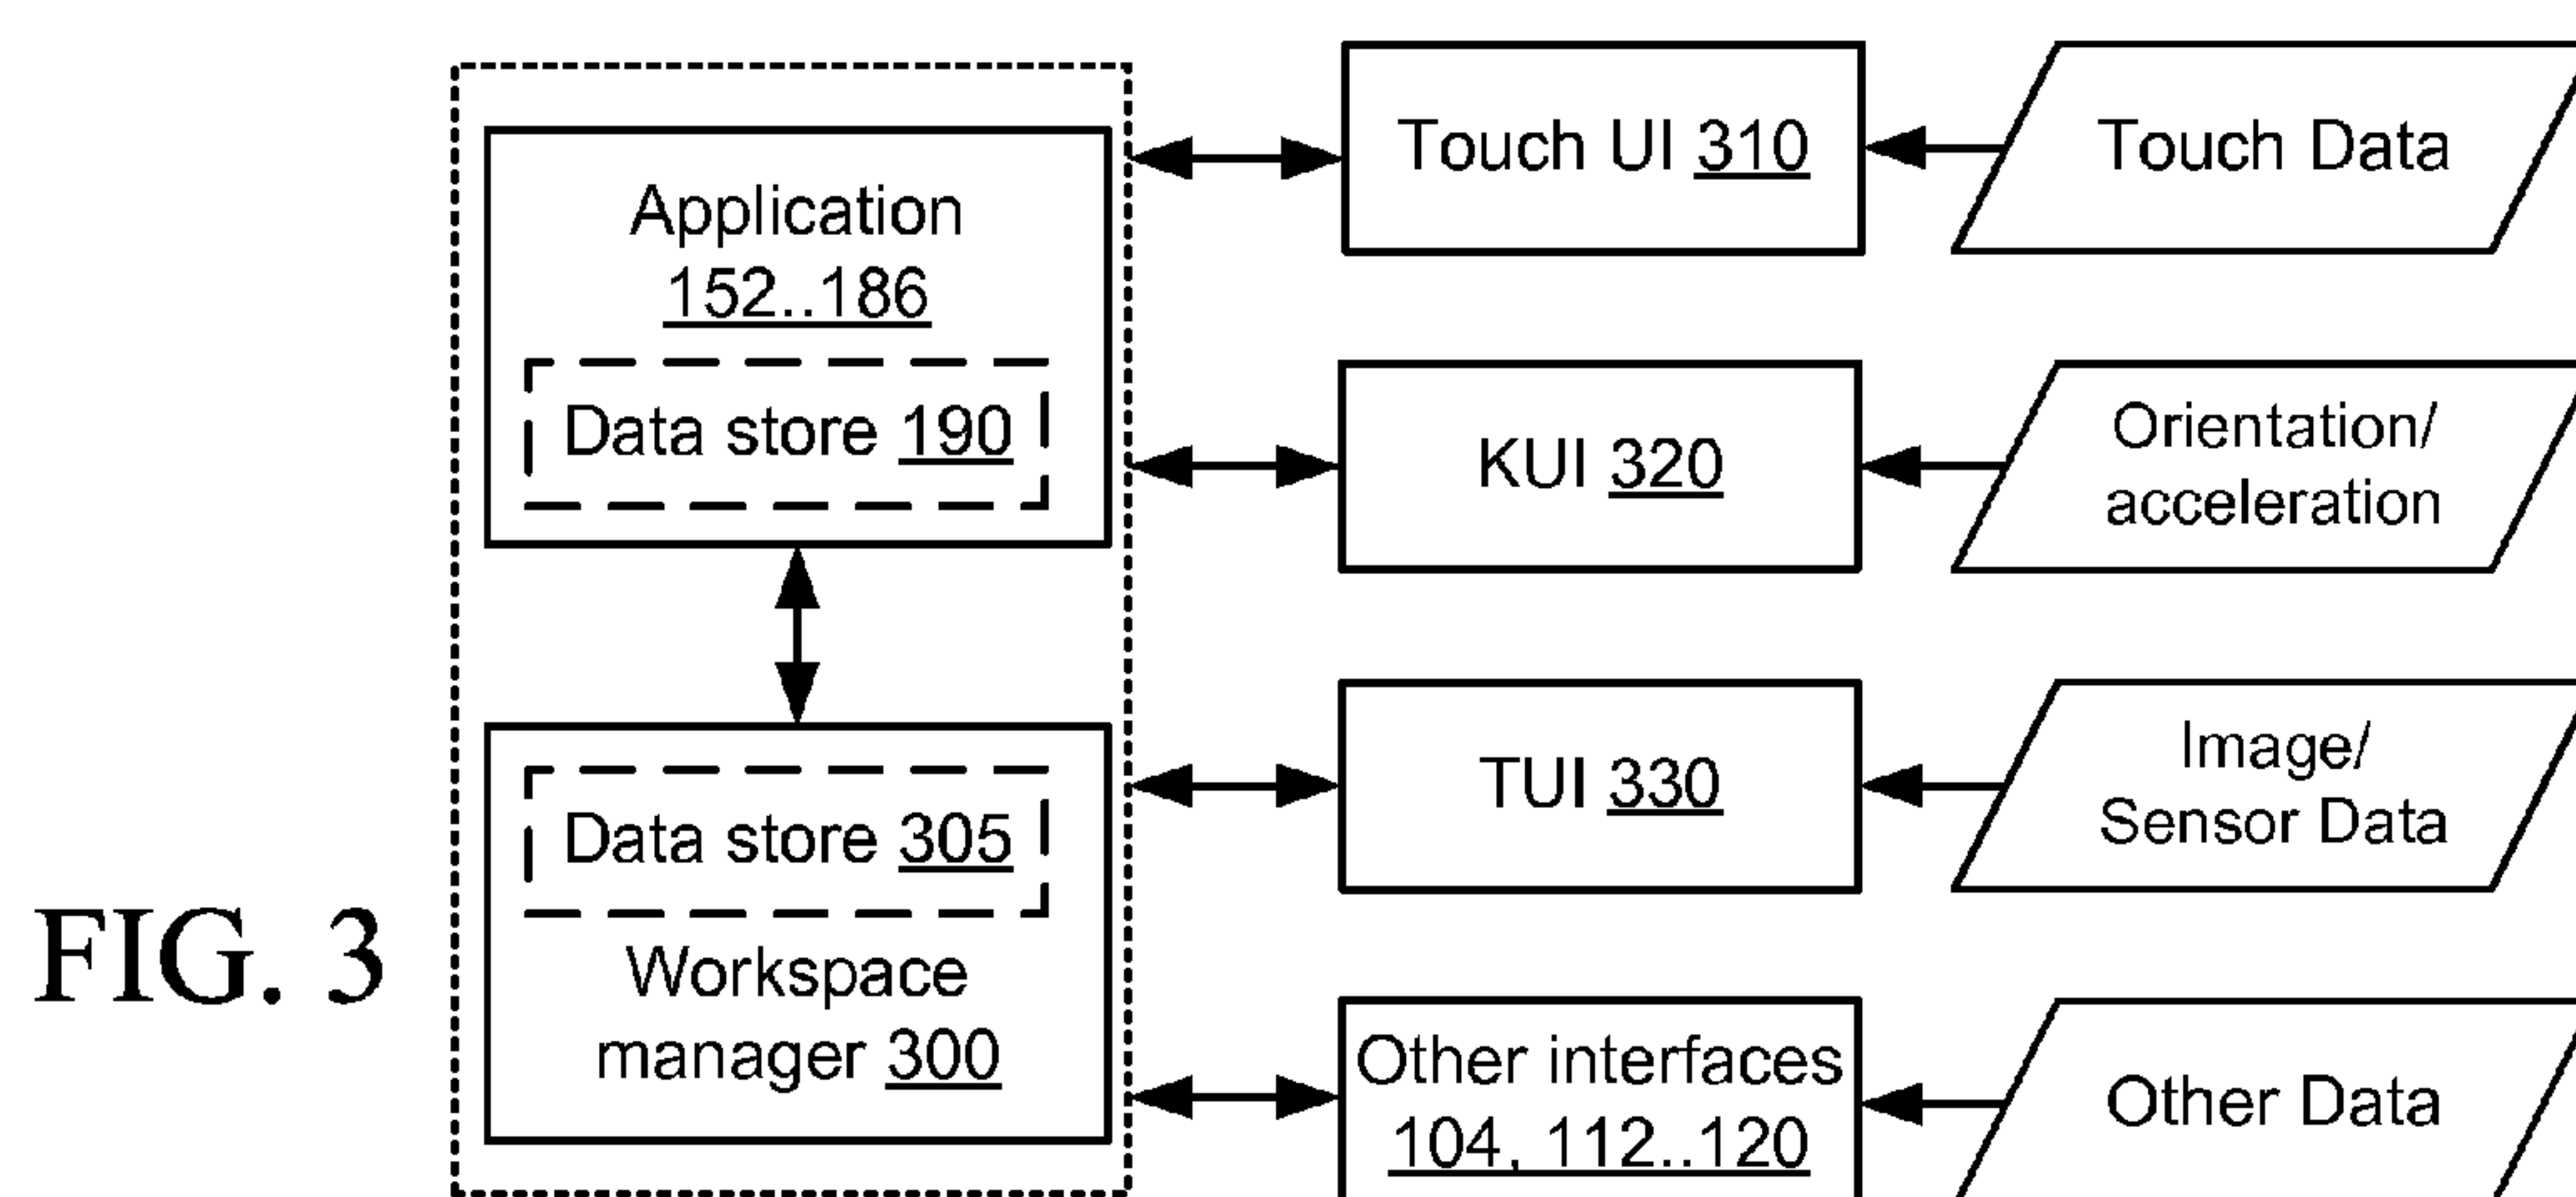 Application
152..186
Data store 190
Data store 305
Workspace
manager 300
Touch UI 310
Touch Data
KUI 320
Orientation/
acceleration
TUI 330
Image/
Sensor Data
Other interfaces
104, 112..120
Other Data
FIG. 3